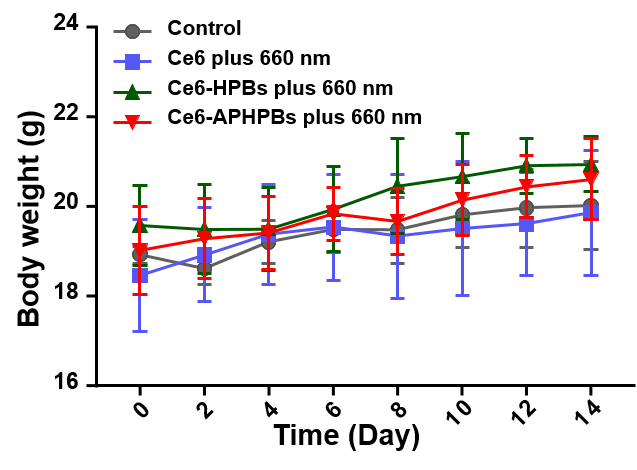 24
22
20
18
16
Body weight (g)
Control
Ce6 plus 660 nm
Ce6-HPBs plus 660 nm
Ce6-APHPBs plus 660 nm
0 2 4 6 8 10 12 14
Time (Day)